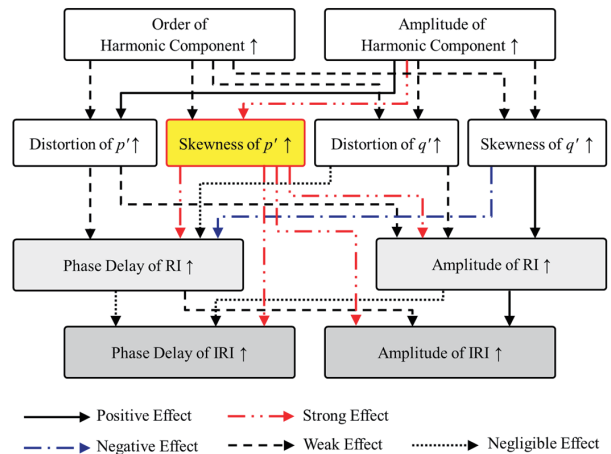 Order of
Harmonic Component ↑
Amplitude of
Harmonic Component ↑
Distortion of p′↑
Skewness of p′ ↑
Distortion of q′↑
Skewness of q′ ↑
Phase Delay of RI ↑
Amplitude of RI ↑
Phase Delay of IRI ↑
Amplitude of IRI ↑
Positive Effect
Strong Effect
Negative Effect
Weak Effect
Negligible Effect